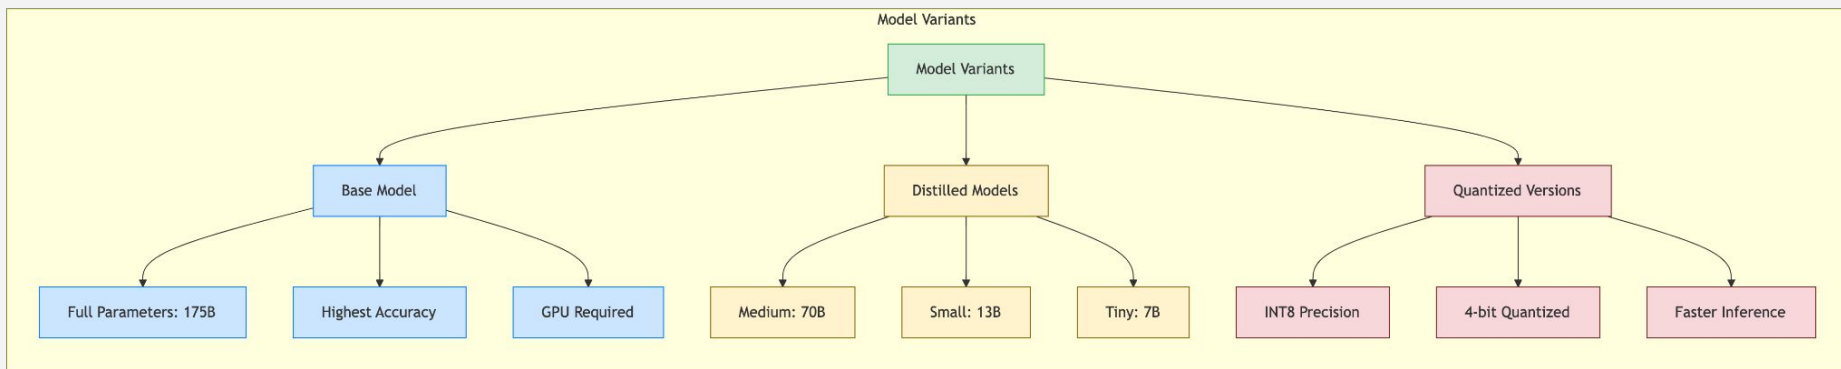 Model Variants
Model Variants
Base Model
Distilled Models
Quantized Versions
Full Parameters: 175B
Highest Accuracy
GPU Required
Medium: 70B
Small: 13B
Tiny: 7B
INT8 Precision
4-bit Quantized
Faster Inference